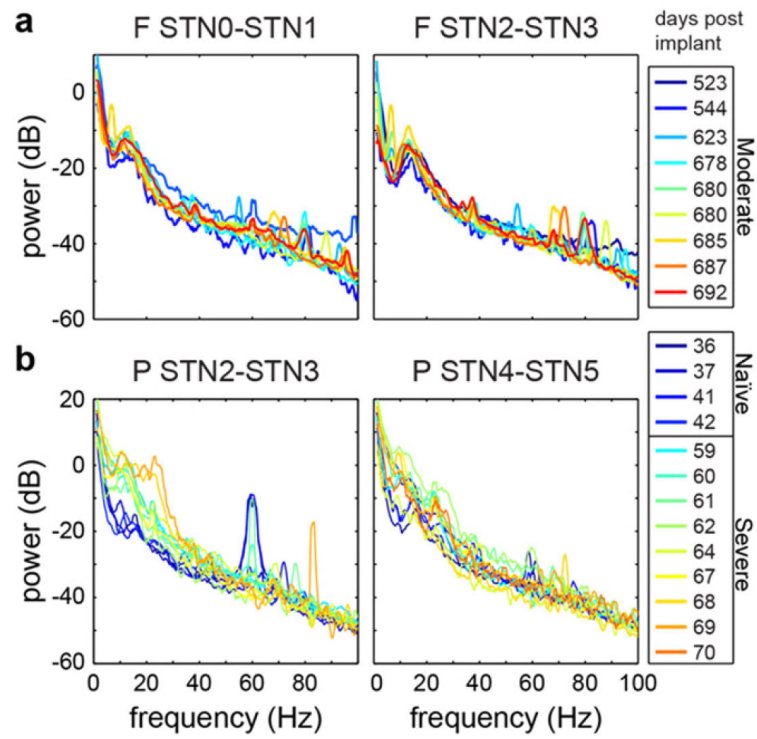 a
F STN0-STN1
F STN2-STN3
days post
implant
0
-20
-40
-60
power (dB)
523
544
623
678
680
680
685
687
692
Moderate
b
P STN2-STN3
P STN4-STN5
20
0
-20
-40
-60
power (dB)
36
37
41
42
Naïve
59
60
61
62
64
67
68
69
70
Severe
0 20 40 60 80 0 20 40 60 80 100
frequency (Hz) frequency (Hz)